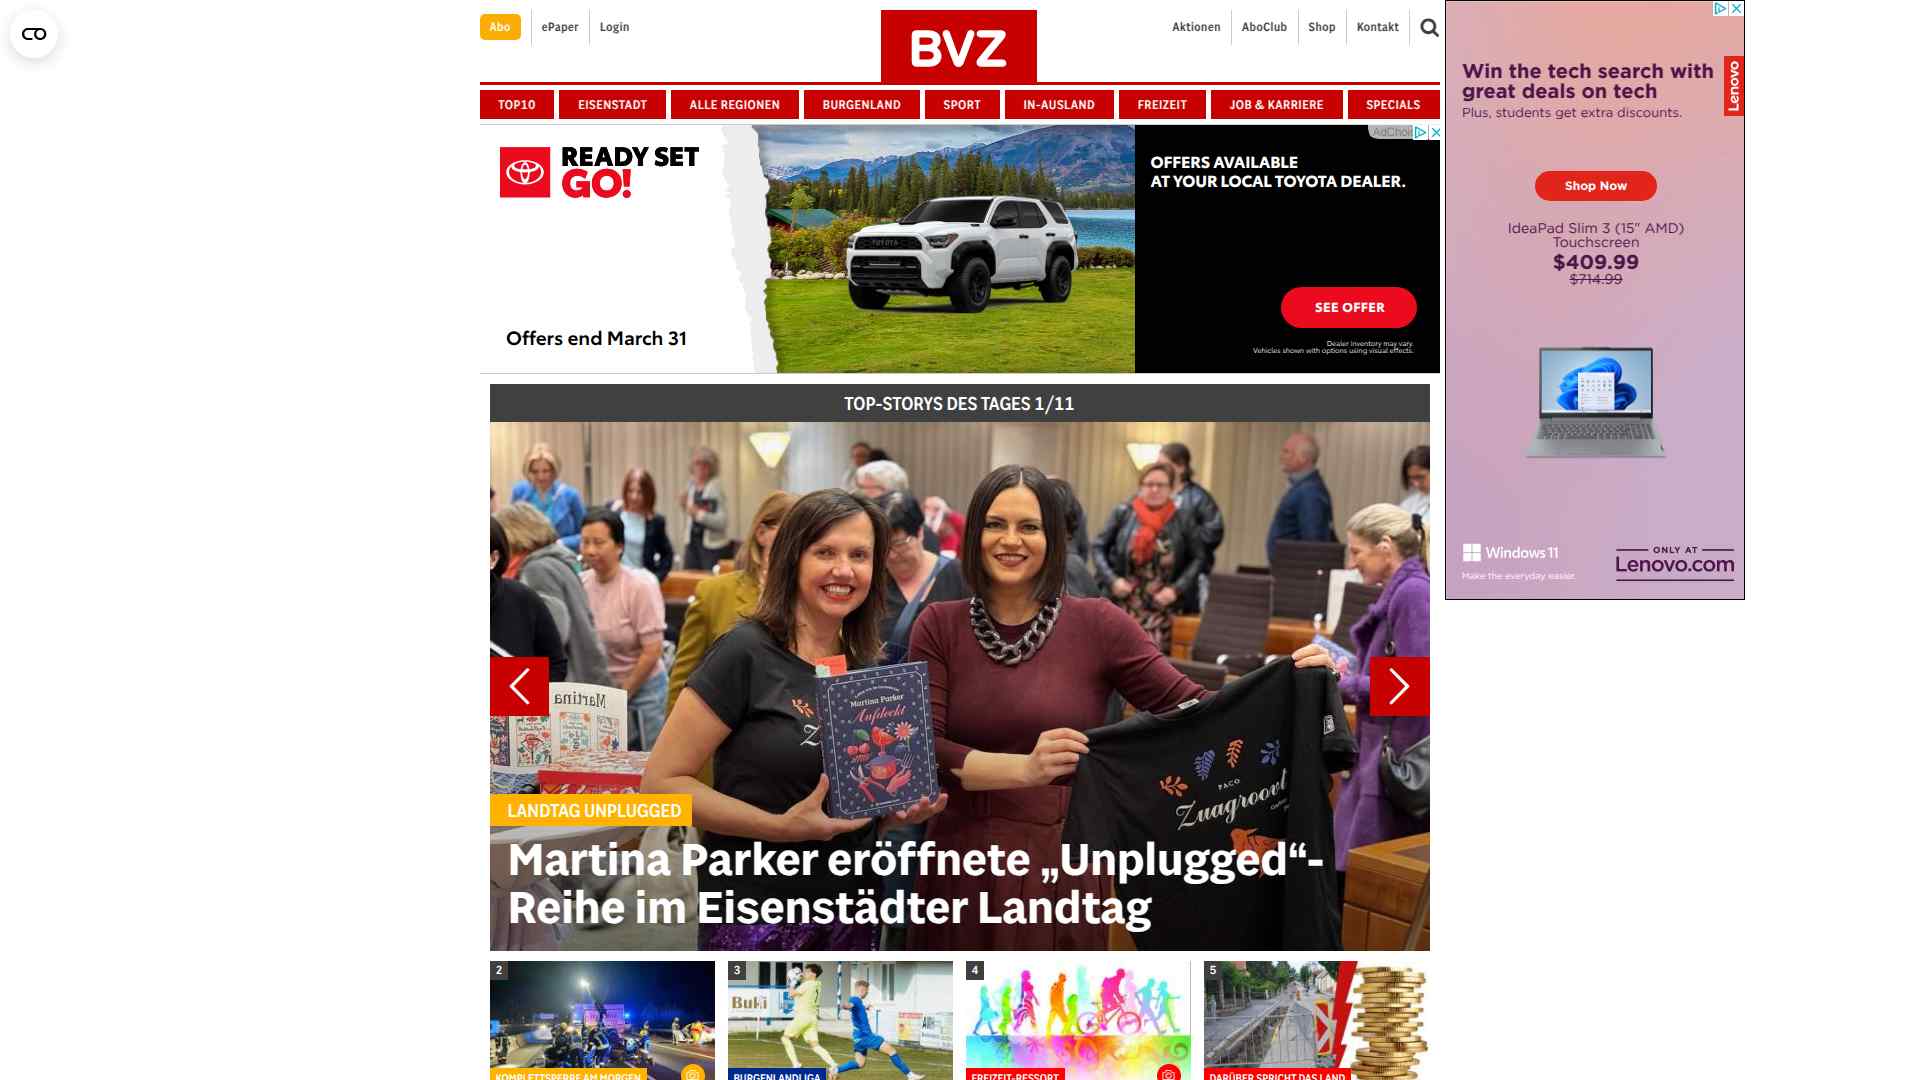 Abo
ePaper
Login
BVZ
Aktionen
AboClub
Shop
Kontakt
TOP10
EISENSTADT
ALLE REGIONEN
BURGENLAND
SPORT
IN-AUSLAND
FREIZEIT
JOB & KARRIERE
SPECIALS
READY SET
GO!
Offers end March 31
TOYOTA
OFFERS AVAILABLE
AT YOUR LOCAL TOYOTA DEALER.
SEE OFFER
Dealer inventory may vary.
Vehicles shown with options using visual effects.
Win the tech search with
great deals on tech
Plus, students get extra discounts.
Lenovo
Shop Now
IdeaPad Slim 3 (15" AMD)
Touchscreen
$409.99
$714.99
Windows 11
Make the everyday easier.
ONLY AT
Lenovo.com
TOP-STORYS DES TAGES 1/11
Martina
Martina Parker
Aufdeckt
PACO
Zuagroast
LANDTAG UNPLUGGED
Martina Parker eröffnete „Unplugged“-
Reihe im Eisenstädter Landtag
2
KOMPLETTSPERRE AM MORGEN
3
Buki
BURGENLANDLIGA
4
FREIZEIT-RESSORT
5
DARÜBER SPRICHT DAS LAND